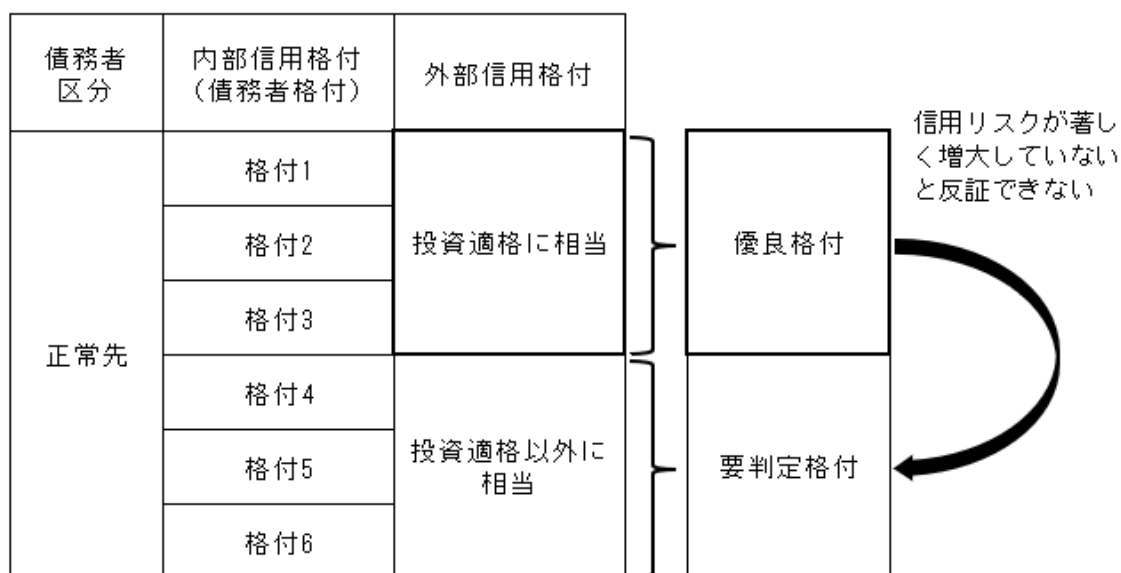 債務者
区分
内部信用格付
（債務者格付）
外部信用格付
正常先
格付1
格付2
格付3
格付4
格付5
格付6
投資適格に相当
投資適格以外に
相当
優良格付
要判定格付
信用リスクが著し
く増大していない
と反証できない